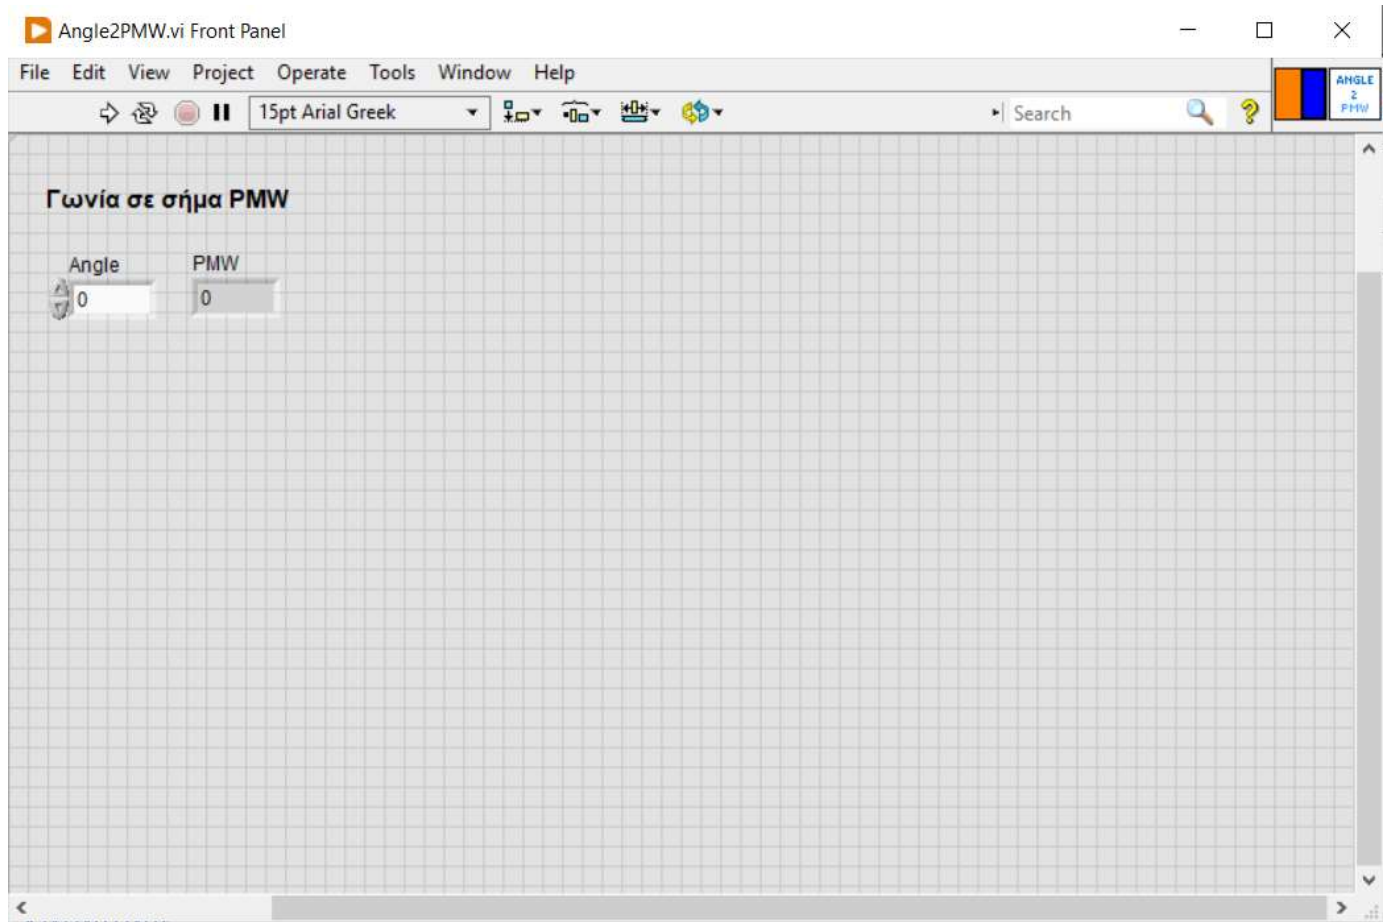 Angle2PMW.vi Front Panel
File Edit View Project Operate Tools Window Help
15pt Arial Greek
Search
ANGLE
2
PMW
Γωνία σε σήμα PMW
Angle PMW
0 0